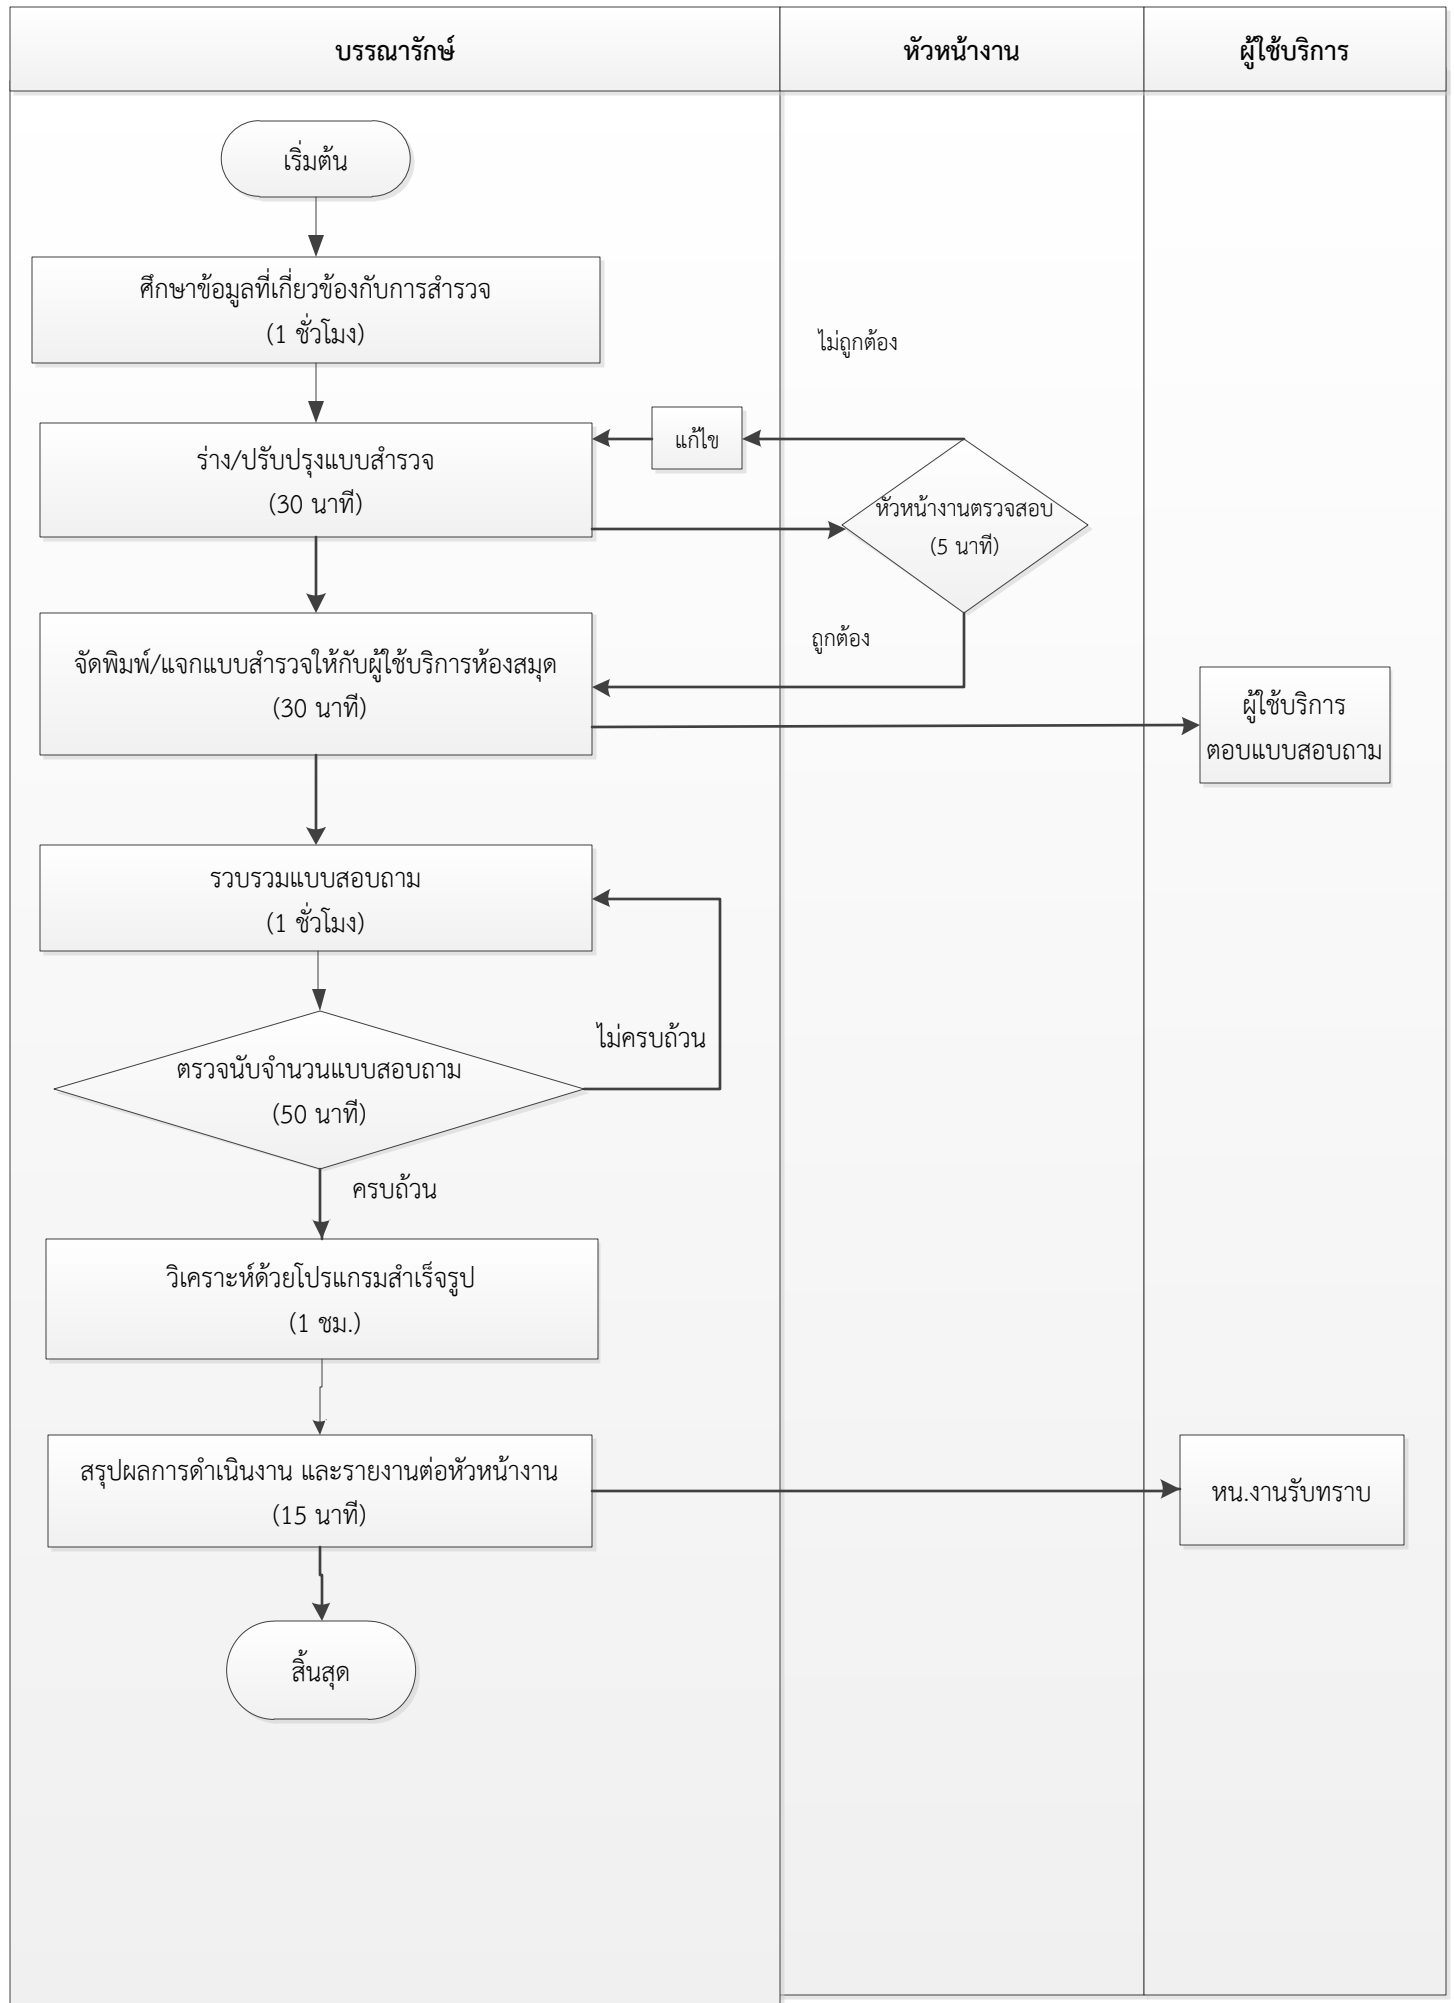 บรรณารักษ์
หัวหน้างาน
ผู้ใช้บริการ
เริ่มต้น
ศึกษาข้อมูลที่เกี่ยวข้องกับการสำรวจ
(1 ชั่วโมง)
ไม่ถูกต้อง
แก้ไข
ร่าง/ปรับปรุงแบบสำรวจ
(30 นาที)
หัวหน้างานตรวจสอบ
(5 นาที)
ถูกต้อง
จัดพิมพ์/แจกแบบสำรวจให้กับผู้ใช้บริการห้องสมุด
(30 นาที)
ผู้ใช้บริการ
ตอบแบบสอบถาม
รวบรวมแบบสอบถาม
(1 ชั่วโมง)
ไม่ครบถ้วน
ตรวจนับจำนวนแบบสอบถาม
(50 นาที)
ครบถ้วน
วิเคราะห์ด้วยโปรแกรมสำเร็จรูป
(1 ชม.)
สรุปผลการดำเนินงาน และรายงานต่อหัวหน้างาน
(15 นาที)
หน.งานรับทราบ
สิ้นสุด